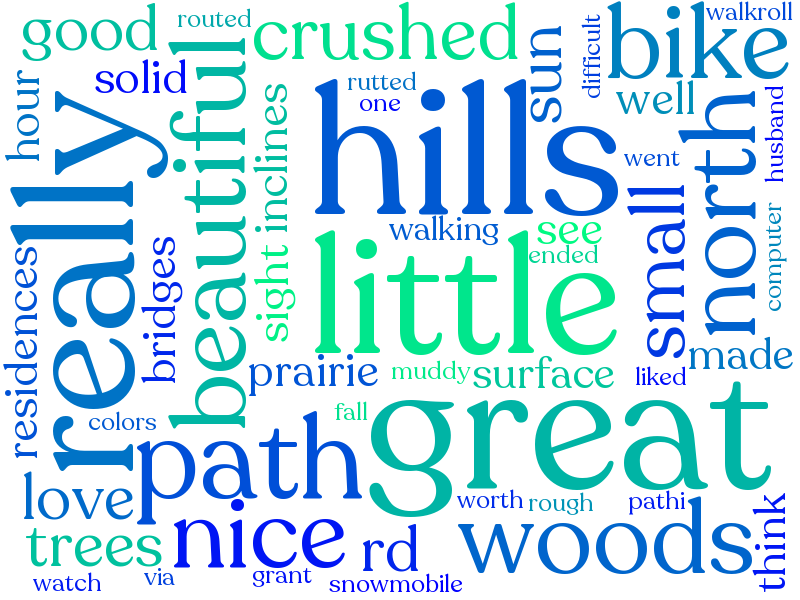 good
routed
crushed
bike
walkroll
solid
rutted
one
sun
difficult
well
hour
really
beautiful
sight inclines
hills
north
husband
went
walking
see
ended
small
computer
residences
bridges
little
made
prairie
muddy
surface
liked
colors
fall
great
path
love
nice
trees
rd
worth
rough
pathi
woods
think
watch
via
grant
snowmobile